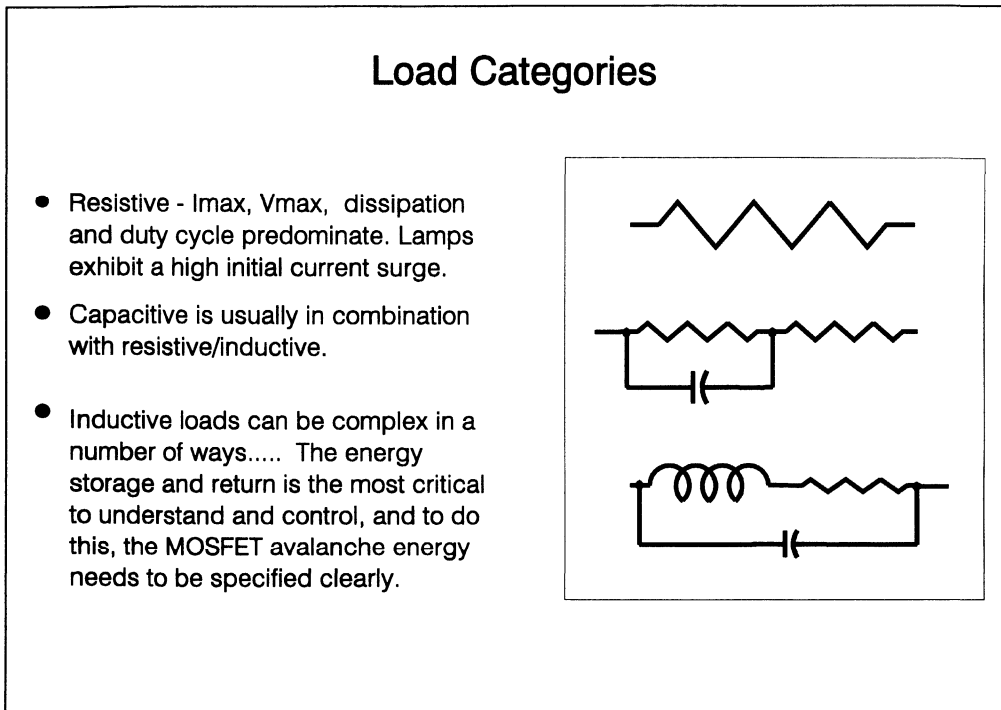 Load Categories
● Resistive - Imax, Vmax, dissipation
and duty cycle predominate. Lamps
exhibit a high initial current surge.
● Capacitive is usually in combination
with resistive/inductive.
● Inductive loads can be complex in a
number of ways..... The energy
storage and return is the most critical
to understand and control, and to do
this, the MOSFET avalanche energy
needs to be specified clearly.